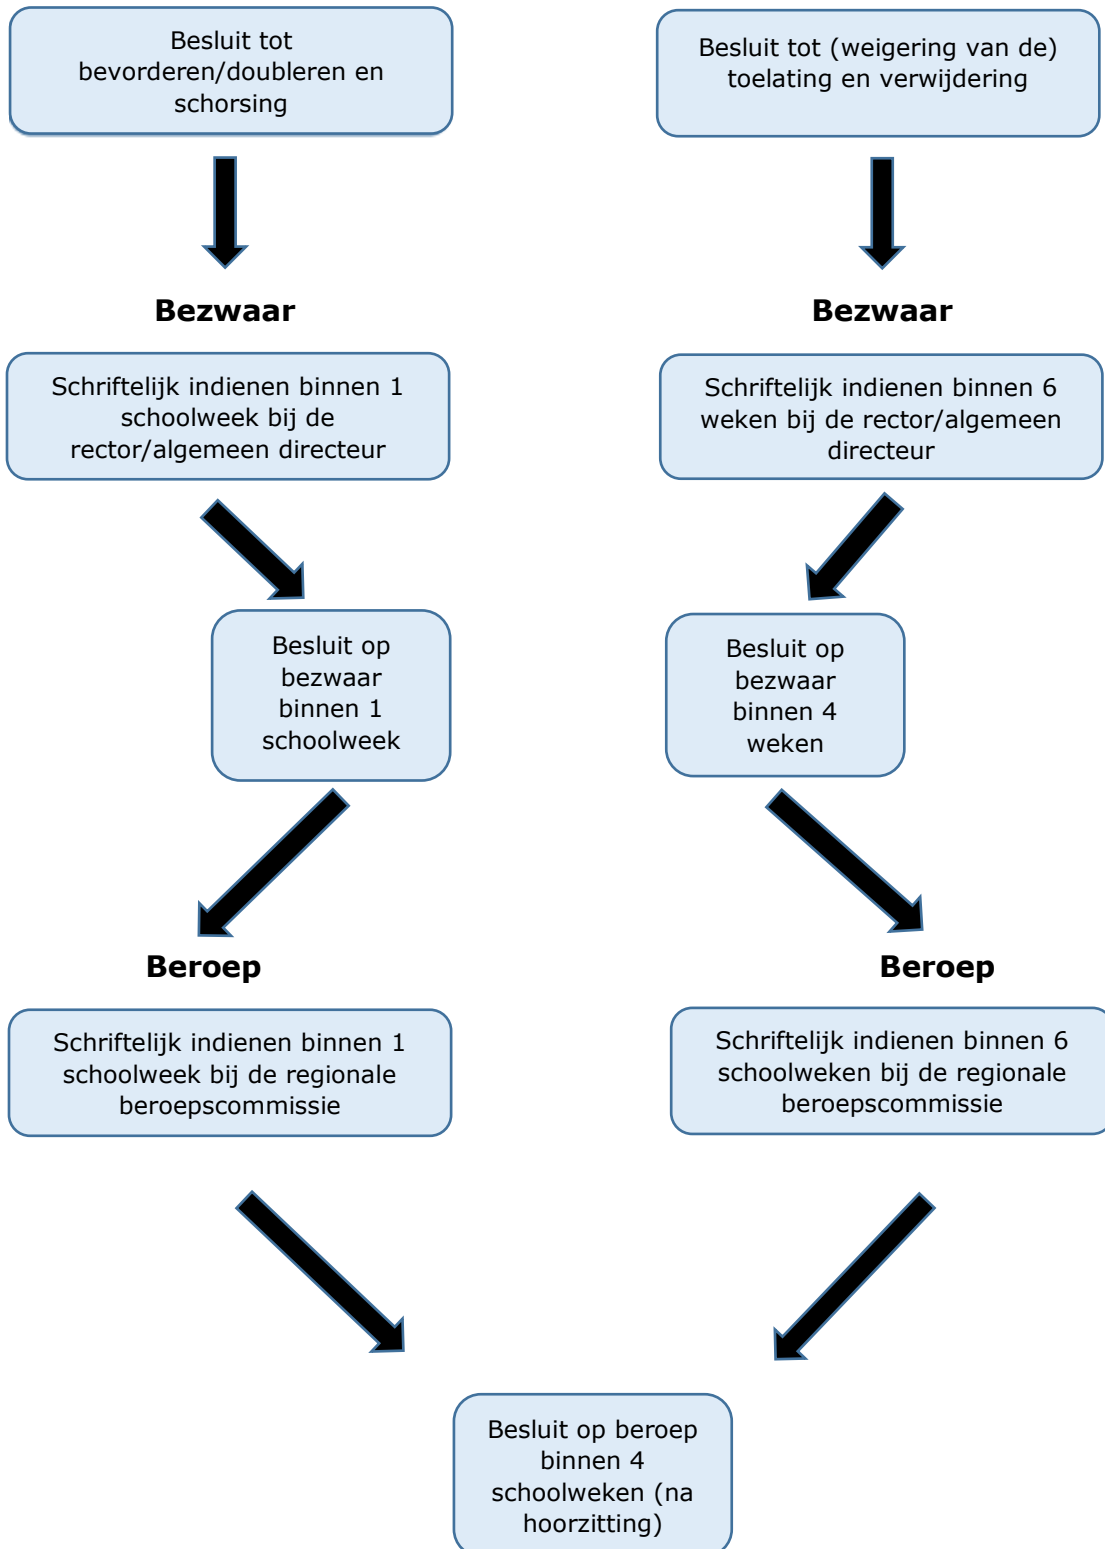 Besluit tot
bevorderen/doubleren en
schorsing
Besluit tot (weigering van de)
toelating en verwijdering
Bezwaar
Bezwaar
Schriftelijk indienen binnen 1
schoolweek bij de
rector/algemeen directeur
Schriftelijk indienen binnen 6
weken bij de rector/algemeen
directeur
Besluit op
bezwaar
binnen 1
schoolweek
Besluit op
bezwaar
binnen 4
weken
Beroep
Beroep
Schriftelijk indienen binnen 1
schoolweek bij de regionale
beroepscommissie
Schriftelijk indienen binnen 6
schoolweken bij de regionale
beroepscommissie
Besluit op beroep
binnen 4
schoolweken (na
hoorzitting)